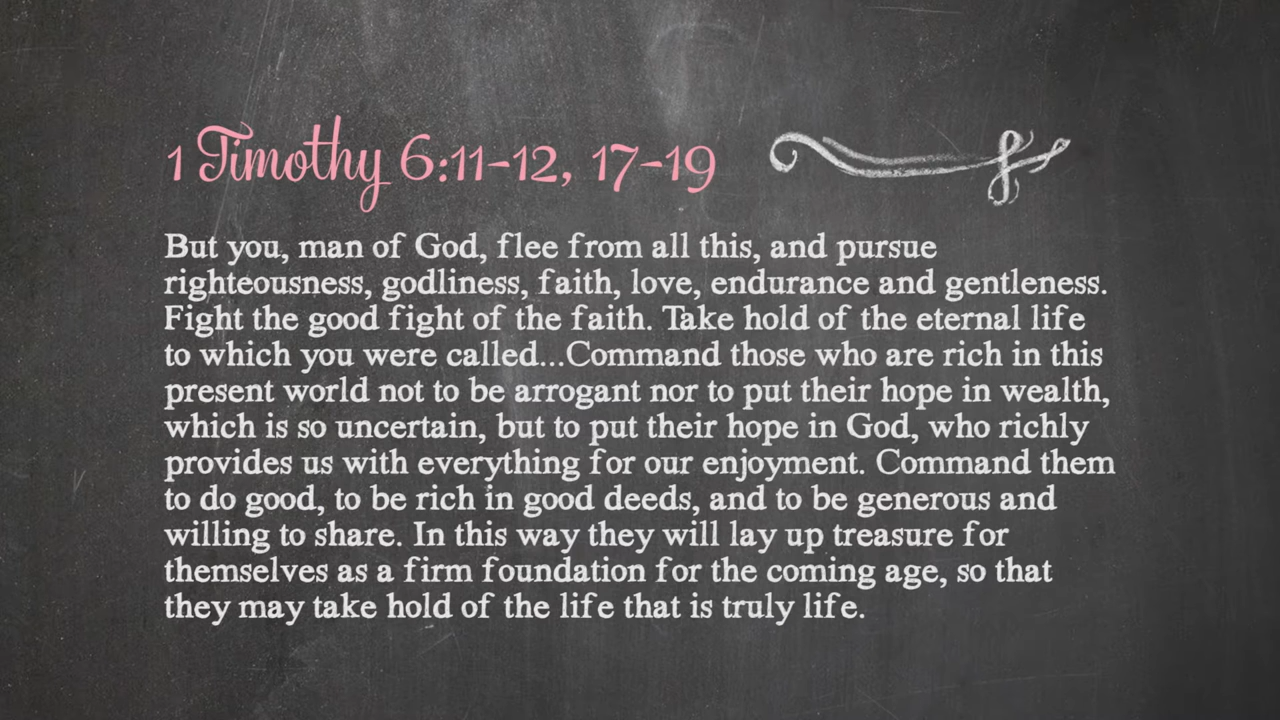 1 Timothy 6:11-12, 17-19
But you, man of God, flee from all this, and pursue
righteousness, godliness, faith, love, endurance and gentleness.
Fight the good fight of the faith. Take hold of the eternal life
to which you were called...Command those who are rich in this
present world not to be arrogant nor to put their hope in wealth,
which is so uncertain, but to put their hope in God, who richly
provides us with everything for our enjoyment. Command them
to do good, to be rich in good deeds, and to be generous and
willing to share. In this way they will lay up treasure for
themselves as a firm foundation for the coming age, so that
they may take hold of the life that is truly life.